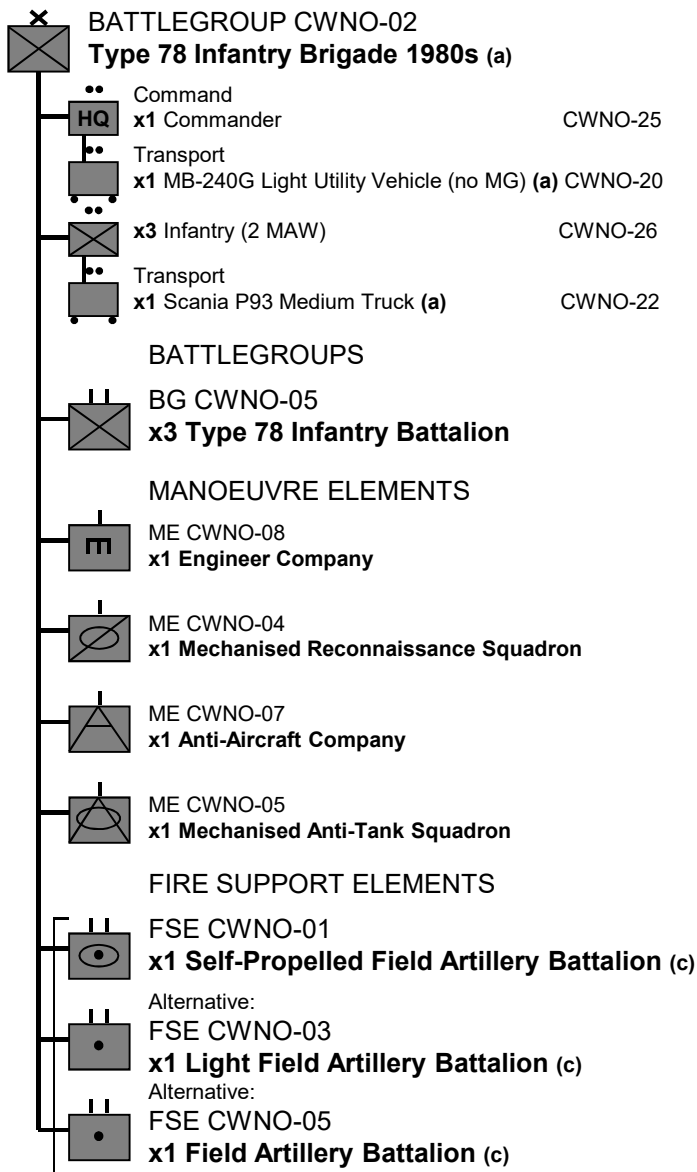 BATTLEGROUP CWNO-02
Type 78 Infantry Brigade 1980s (a)
Command
HQ x1 Commander CWNO-25
Transport
x1 MB-240G Light Utility Vehicle (no MG) (a) CWNO-20
x3 Infantry (2 MAW) CWNO-26
Transport
x1 Scania P93 Medium Truck (a) CWNO-22
BATTLEGROUPS
BG CWNO-05
x3 Type 78 Infantry Battalion
MANOEUVRE ELEMENTS
ME CWNO-08
x1 Engineer Company
ME CWNO-04
x1 Mechanised Reconnaissance Squadron
ME CWNO-07
x1 Anti-Aircraft Company
ME CWNO-05
x1 Mechanised Anti-Tank Squadron
FIRE SUPPORT ELEMENTS
FSE CWNO-01
x1 Self-Propelled Field Artillery Battalion (c)
Alternative:
FSE CWNO-03
x1 Light Field Artillery Battalion (c)
Alternative:
FSE CWNO-05
x1 Field Artillery Battalion (c)